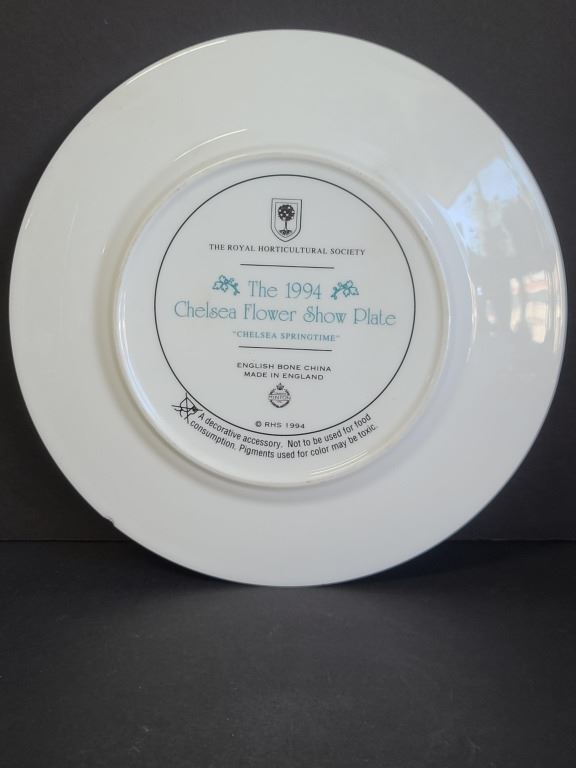 THE ROYAL HORTICULTURAL SOCIETY
The 1994
Chelsea Flower Show Plate
"CHELSEA SPRINGTIME"
ENGLISH BONE CHINA
MADE IN ENGLAND
MINTON
© RHS 1994
A decorative accessory. Not to be used for food
consumption. Pigments used for color may be toxic.